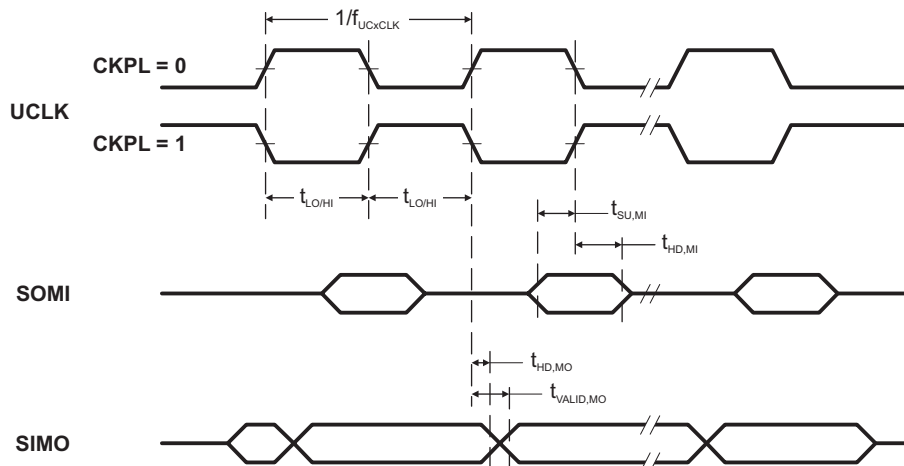 1/fUCxCLK
CKPL = 0
UCLK
CKPL = 1
tLO/HI
tLO/HI
tSU,MI
tHD,MI
SOMI
tHD,MO
tVALID,MO
SIMO